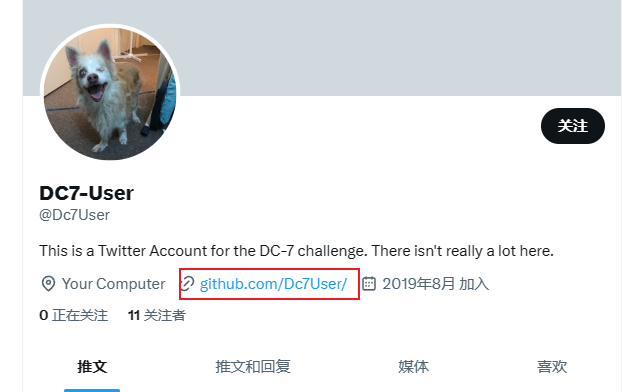 关注
DC7-User
@Dc7User
This is a Twitter Account for the DC-7 challenge. There isn't really a lot here.
Your Computer github.com/Dc7User/ 2019年8月 加入
0 正在关注 11 关注者
推文 推文和回复 媒体 喜欢